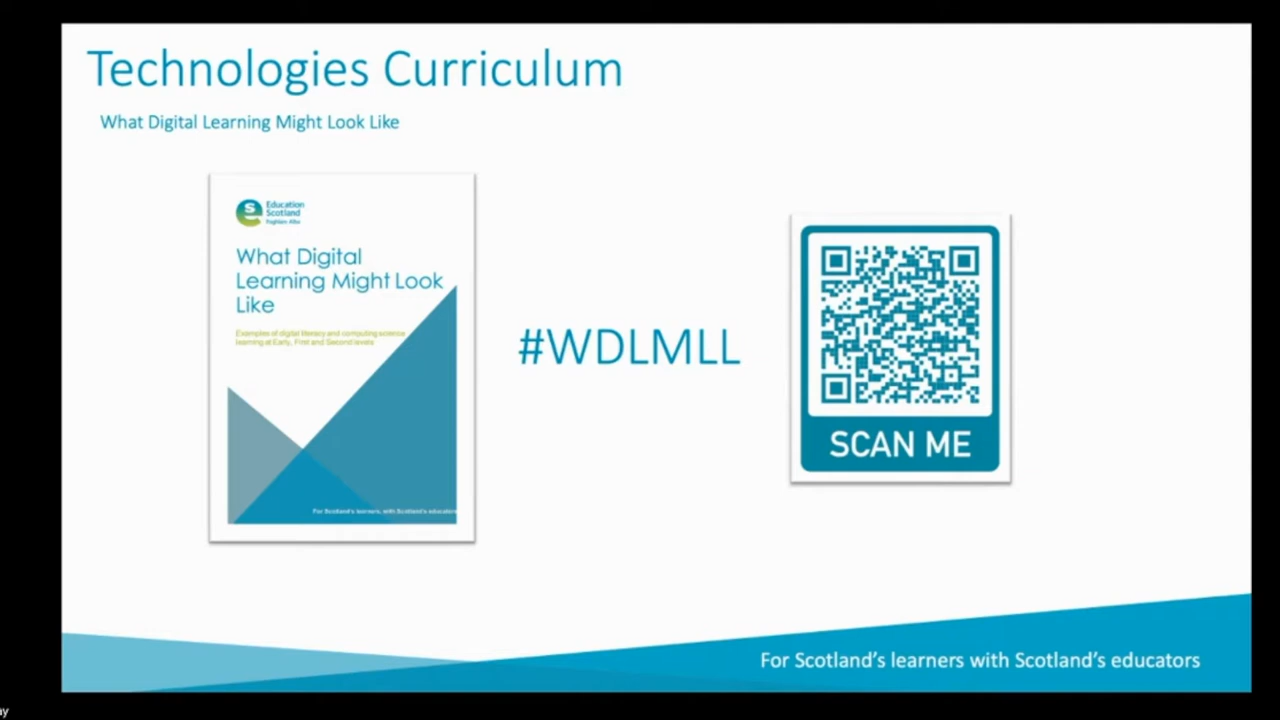 Technologies Curriculum
What Digital Learning Might Look Like
Education
Scotland
Foghlam Alba
What Digital
Learning Might Look
Like
Examples of digital literacy and computing science
learning at Early, First and Second levels
For Scotland's learners, with Scotland's educators
#WDLMLL
SCAN ME
For Scotland's learners with Scotland's educators